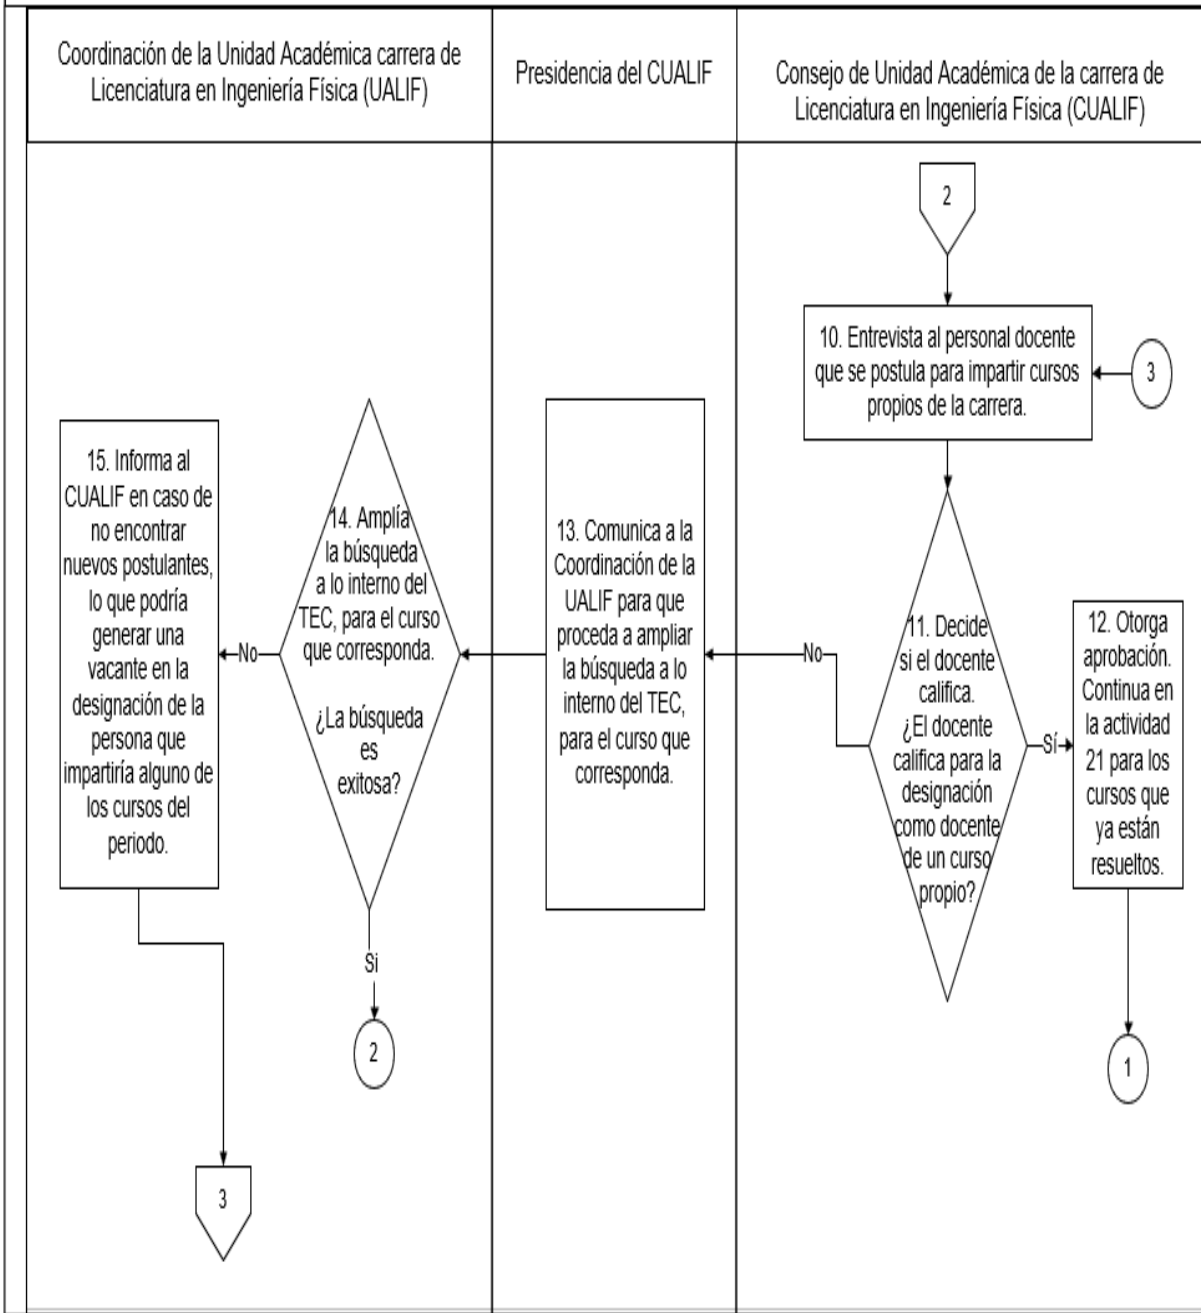 Coordinación de la Unidad Académica carrera de
Licenciatura en Ingeniería Física (UALIF)
Presidencia del CUALIF
Consejo de Unidad Académica de la carrera de
Licenciatura en Ingeniería Física (CUALIF)
2
10. Entrevista al personal docente
que se postula para impartir cursos
propios de la carrera.
3
11. Decide
si el docente
califica.
¿El docente
califica para la
designación
como docente
de un curso
propio?
Sí
12. Otorga
aprobación.
Continua en
la actividad
21 para los
cursos que
ya están
resueltos.
1
No
13. Comunica a la
Coordinación de la
UALIF para que
proceda a ampliar
la búsqueda a lo
interno del TEC,
para el curso que
corresponda.
14. Amplía
la búsqueda
a lo interno del
TEC, para el curso
que corresponda.
¿La búsqueda
es
exitosa?
Si
2
No
15. Informa al
CUALIF en caso de
no encontrar
nuevos postulantes,
lo que podría
generar una
vacante en la
designación de la
persona que
impartiría alguno de
los cursos del
periodo.
3